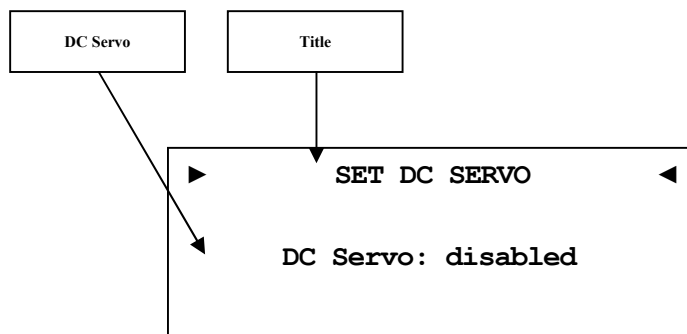 DC Servo
Title
► SET DC SERVO ◄
DC Servo: disabled